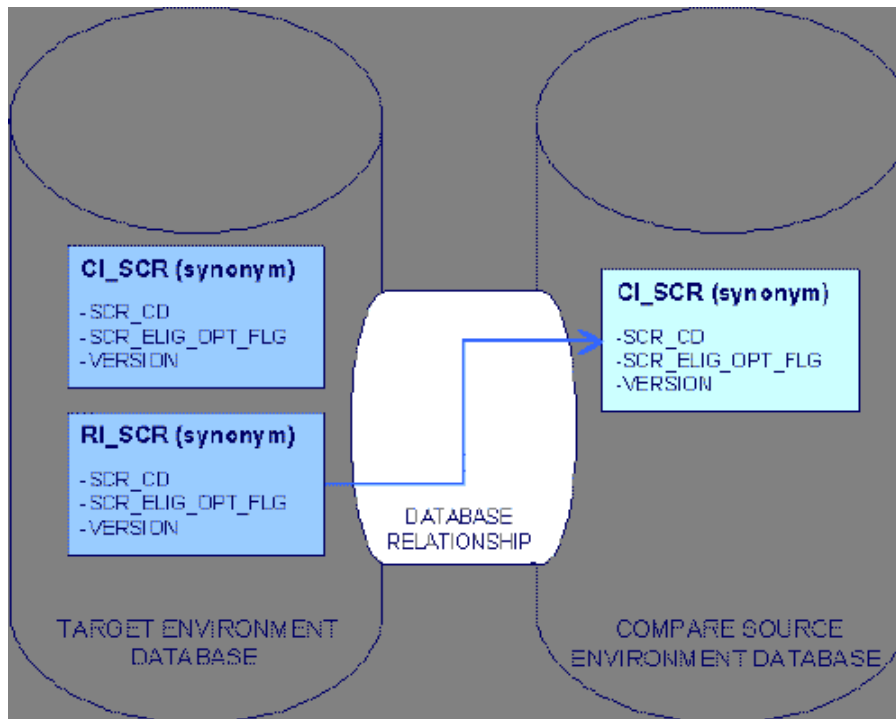 CI_SCR (synonym)
-SCR_CD
-SCR_ELIG_OPT_FLG
-VERSION
RI_SCR (synonym)
-SCR_CD
-SCR_ELIG_OPT_FLG
-VERSION
TARGET ENVIRONMENT
DATABASE
DATABASE
RELATIONSHIP
CI_SCR (synonym)
-SCR_CD
-SCR_ELIG_OPT_FLG
-VERSION
COMPARE SOURCE
ENVIRONMENT DATABASE